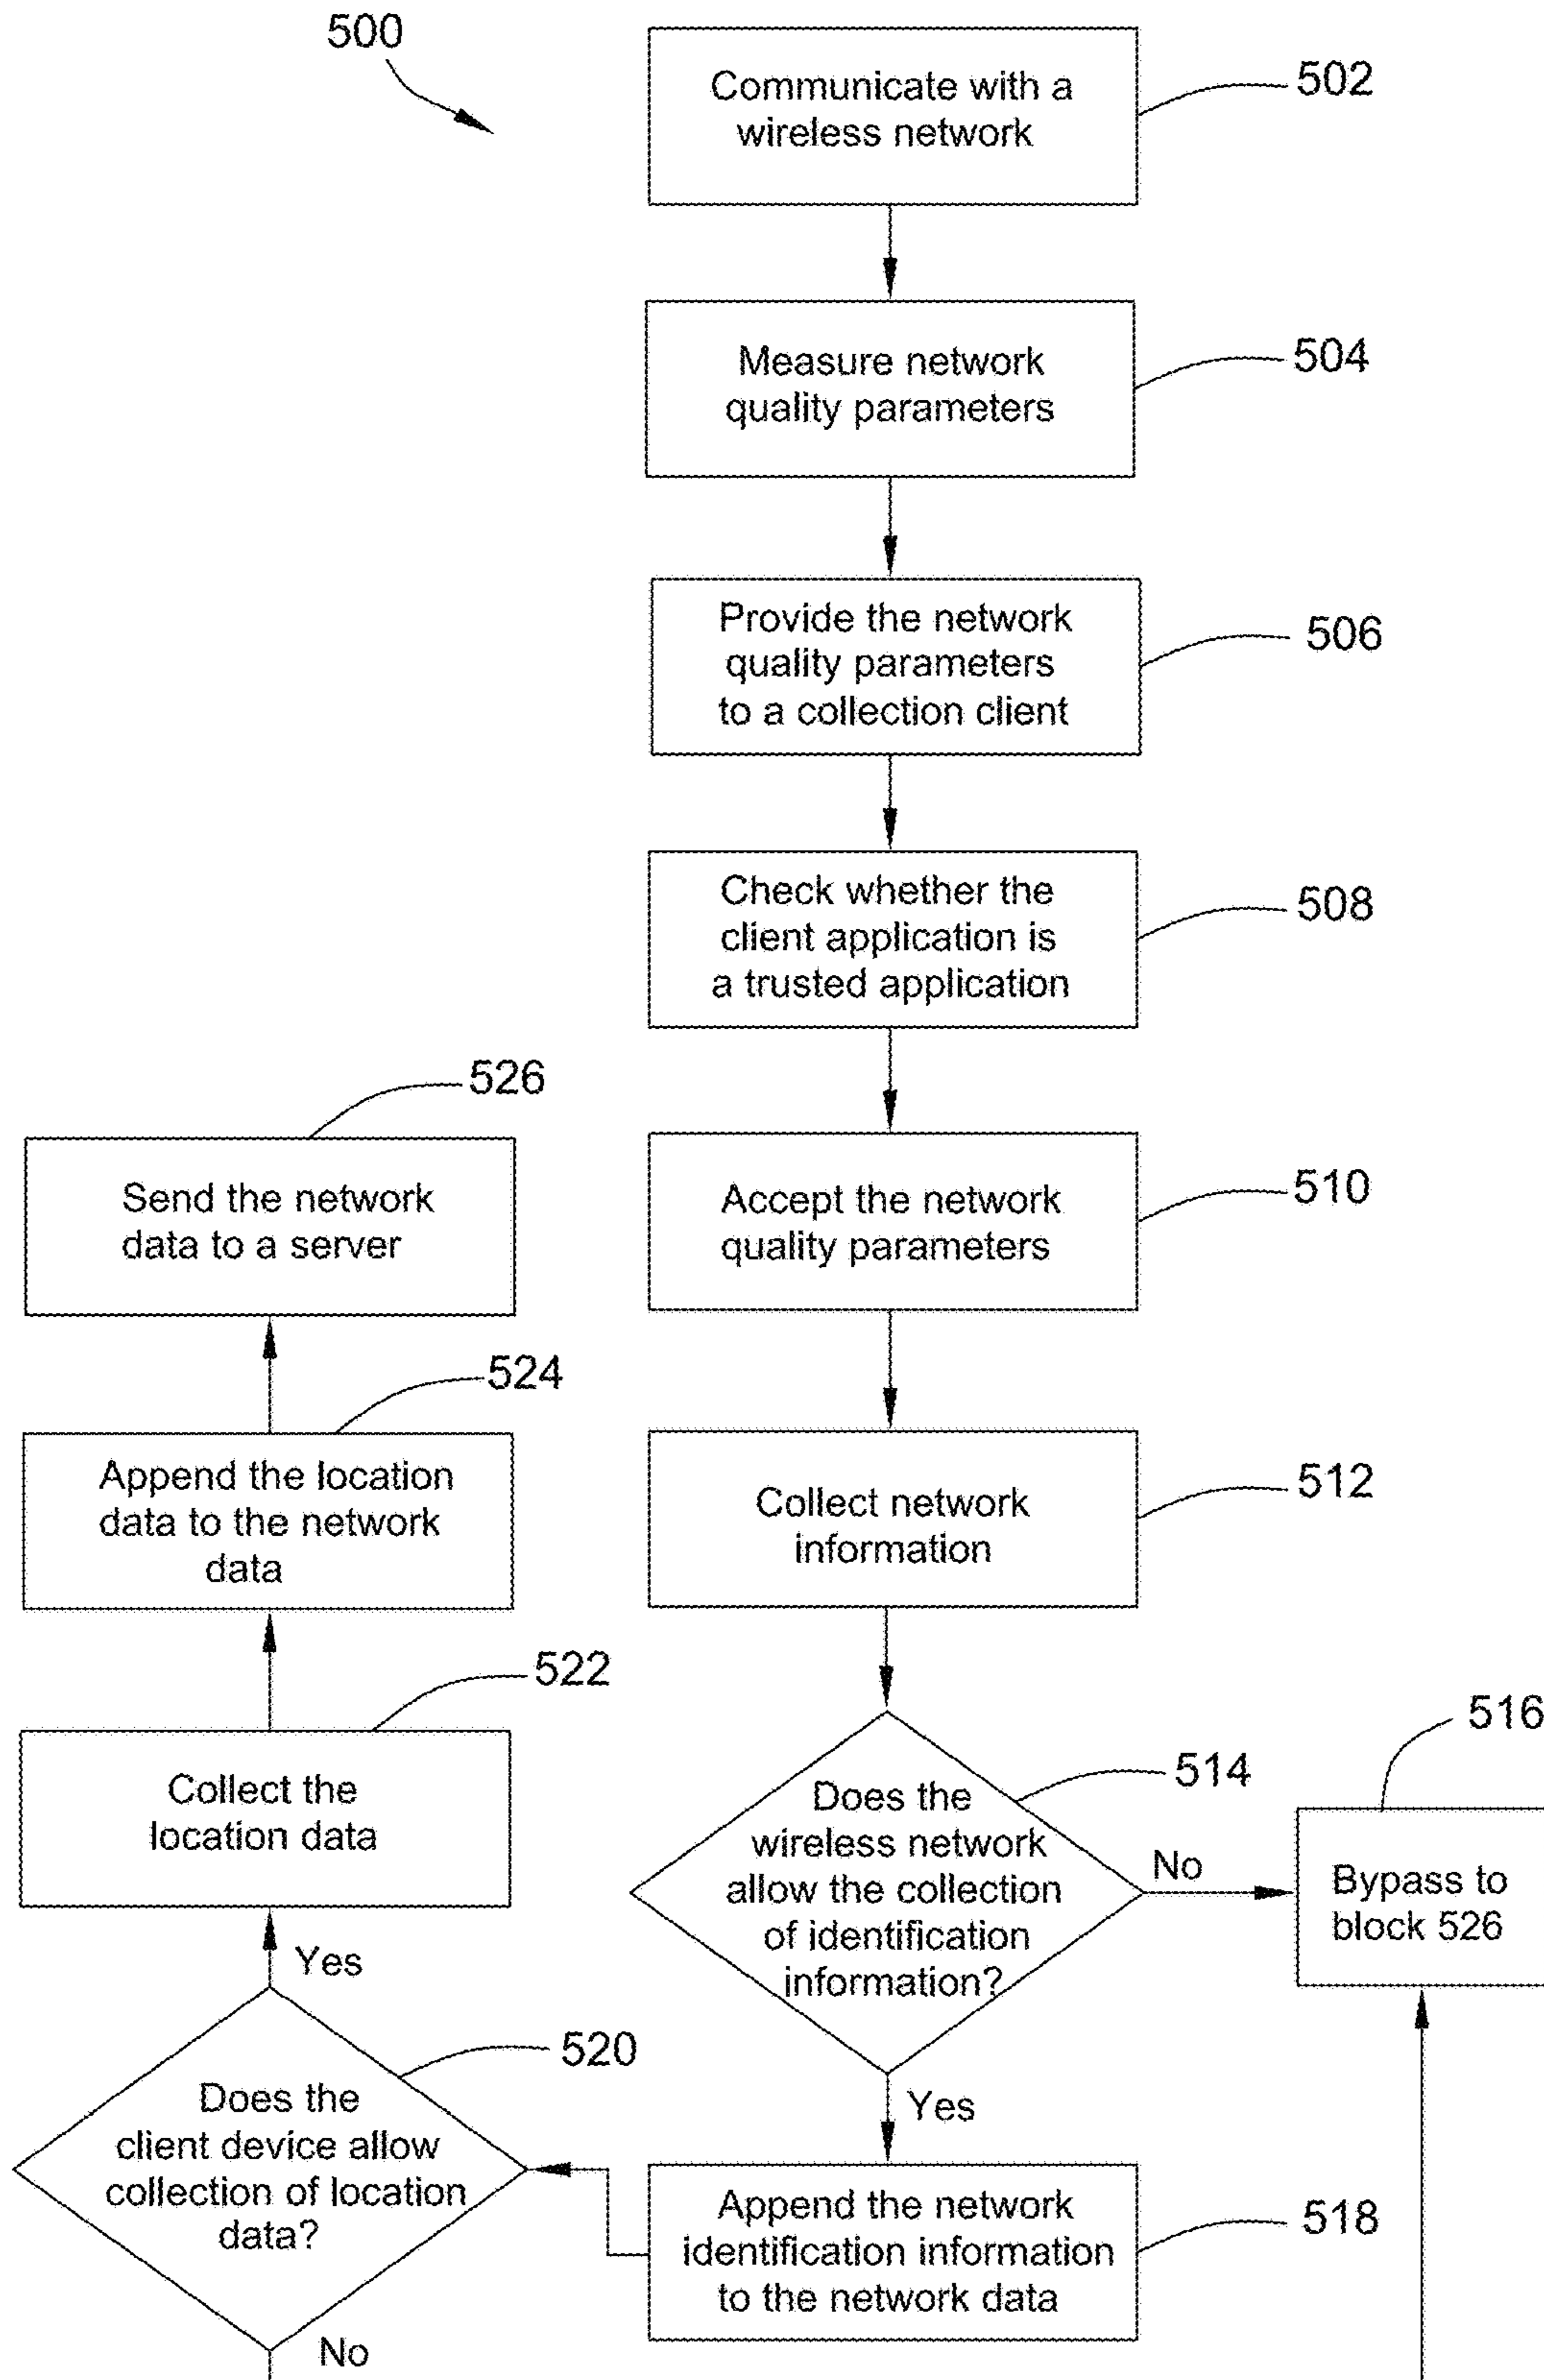 500
Communicate with a
wireless network
502
Measure network
quality parameters
504
Provide the network
quality parameters
to a collection client
506
Check whether the
client application is
a trusted application
508
Accept the network
quality parameters
510
Collect network
information
512
Does the
wireless network
allow the collection
of identification
information?
514
No
Yes
Bypass to
block 526
516
Append the network
identification information
to the network data
518
Does the
client device allow
collection of location
data?
520
Yes
No
Collect the
location data
522
Append the location
data to the network
data
524
Send the network
data to a server
526